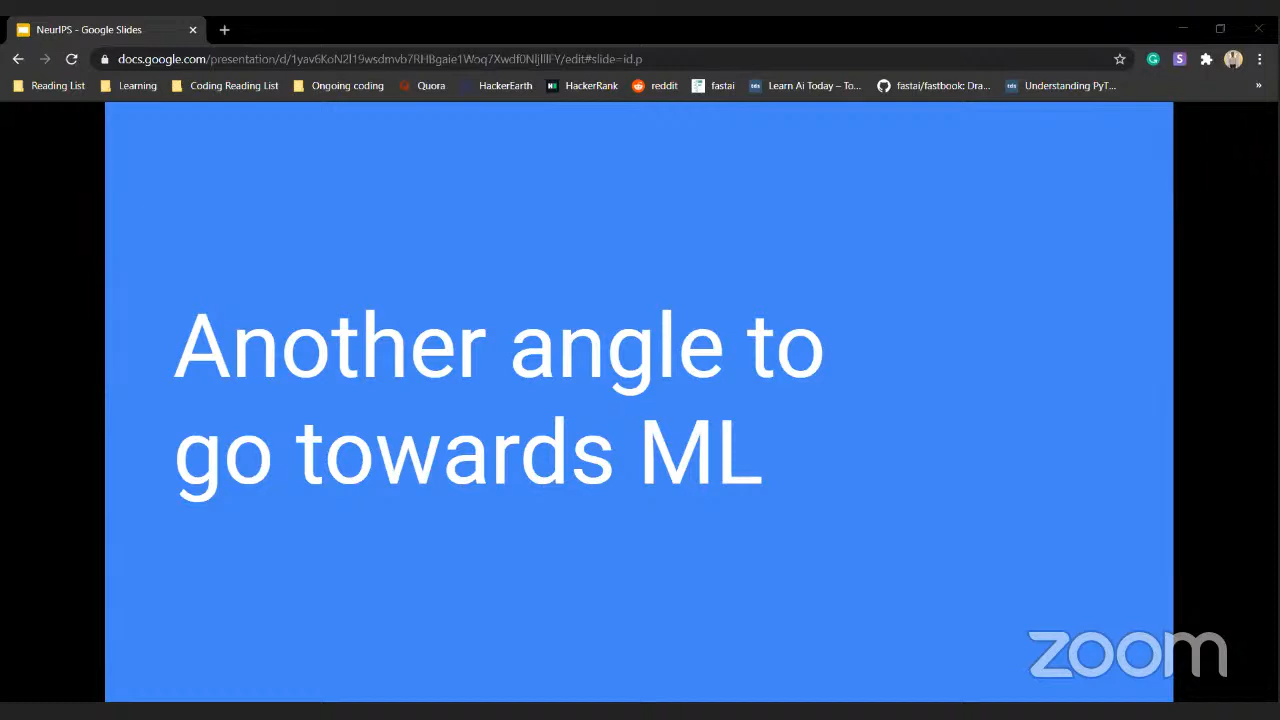 NeurIPS - Google Slides
docs.google.com/presentation/d/1yav6KoN2l19wsdmvb7RHBgaie1Woq7Xwdf0NljlllFY/edit#slide=id.p
Reading List Learning Coding Reading List Ongoing coding Quora HackerEarth HackerRank reddit fastai Learn Ai Today – To... fastai/fastbook: Dra... Understanding PyT... »
Another angle to
go towards ML
zoom